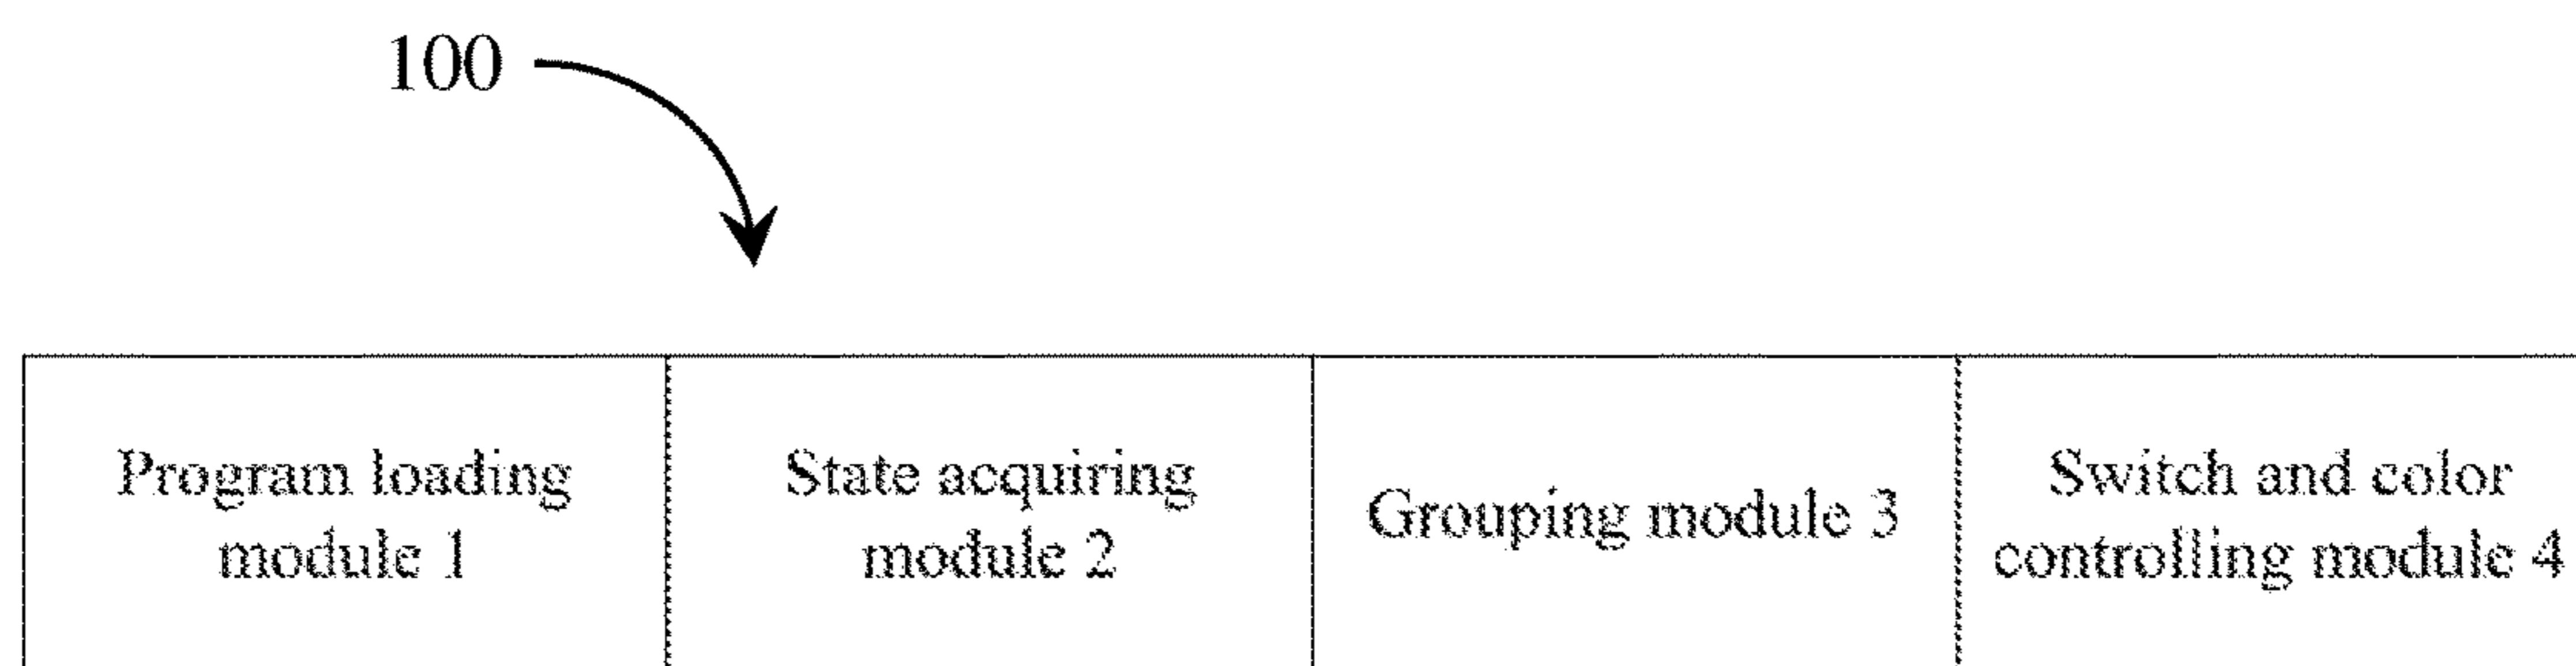 100
Program loading
module 1
State acquiring
module 2
Grouping module 3
Switch and color
controlling module 4